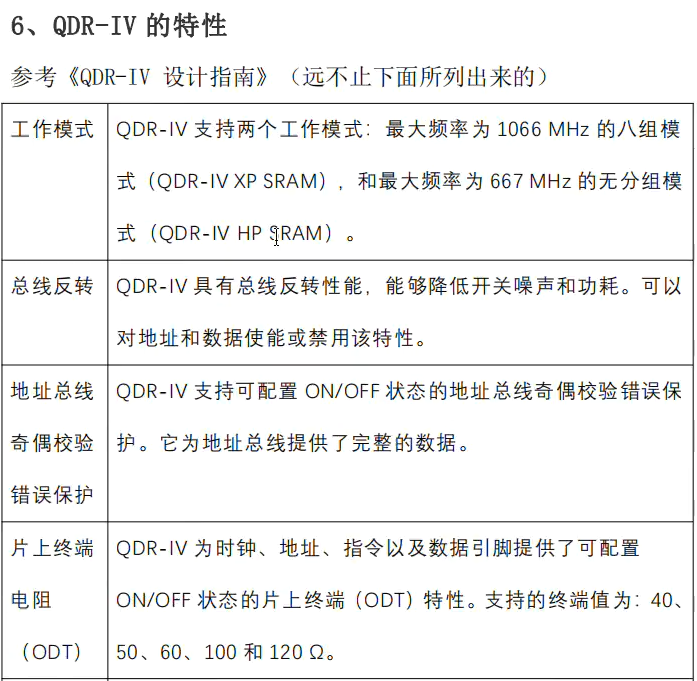 6、QDR-IV 的特性
参考《QDR-IV 设计指南》（远不止下面所列出来的）
工作模式
QDR-IV 支持两个工作模式：最大频率为 1066 MHz 的八组模
式（QDR-IV XP SRAM），和最大频率为 667 MHz 的无分组模
式（QDR-IV HP SRAM）。
总线反转
QDR-IV 具有总线反转性能，能够降低开关噪声和功耗。可以
对地址和数据使能或禁用该特性。
地址总线
奇偶校验
错误保护
QDR-IV 支持可配置 ON/OFF 状态的地址总线奇偶校验错误保
护。它为地址总线提供了完整的数据。
片上终端
电阻
（ODT）
QDR-IV 为时钟、地址、指令以及数据引脚提供了可配置
ON/OFF 状态的片上终端（ODT）特性。支持的终端值为：40、
50、60、100 和 120 Ω。